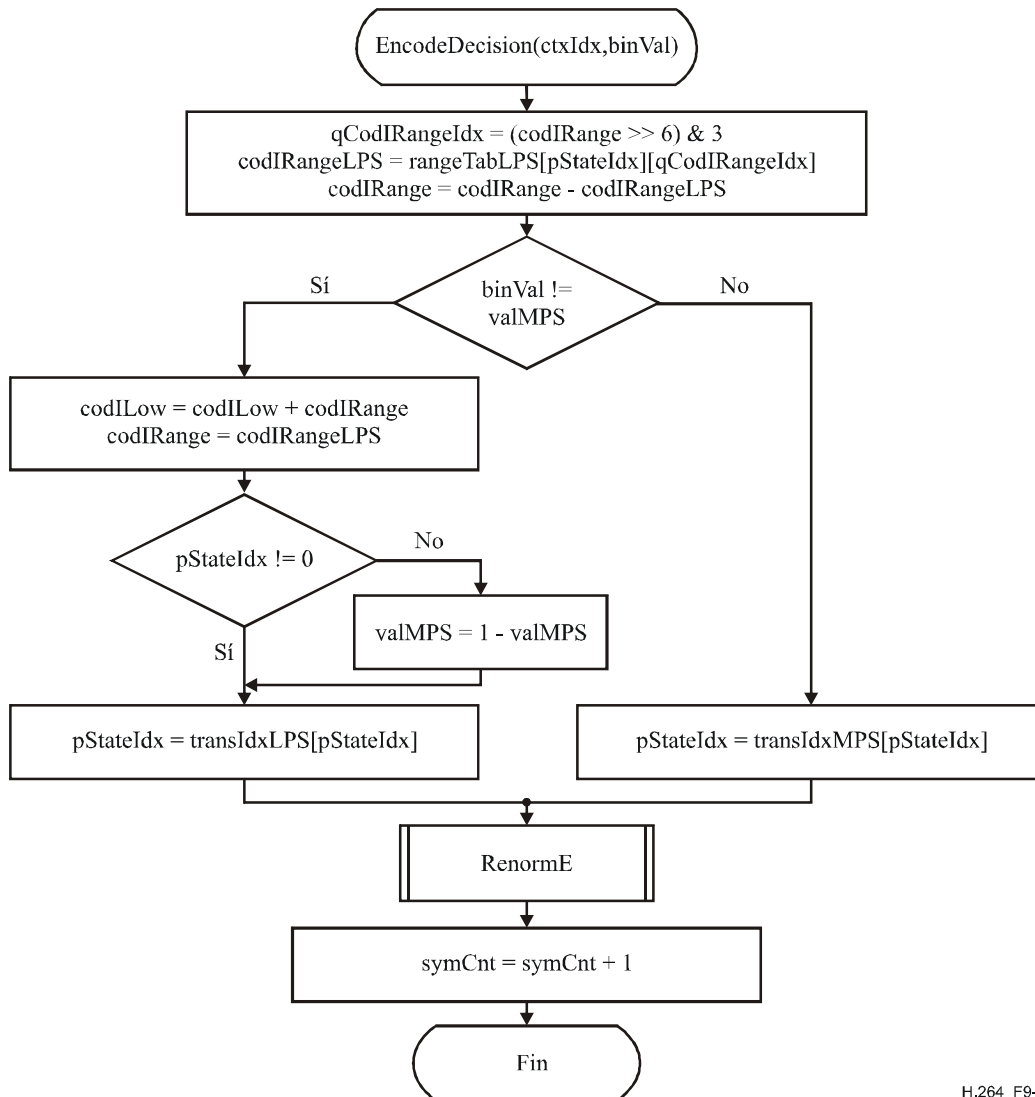 EncodeDecision(ctxIdx,binVal)
qCodIRangeIdx = (codIRange >> 6) & 3
codIRangeLPS = rangeTabLPS[pStateIdx][qCodIRangeIdx]
codIRange = codIRange - codIRangeLPS
Sí
binVal !=
valMPS
No
codILow = codILow + codIRange
codIRange = codIRangeLPS
pStateIdx != 0
No
valMPS = 1 - valMPS
Sí
pStateIdx = transIdxLPS[pStateIdx]
pStateIdx = transIdxMPS[pStateIdx]
RenormE
symCnt = symCnt + 1
Fin
H.264_F9-